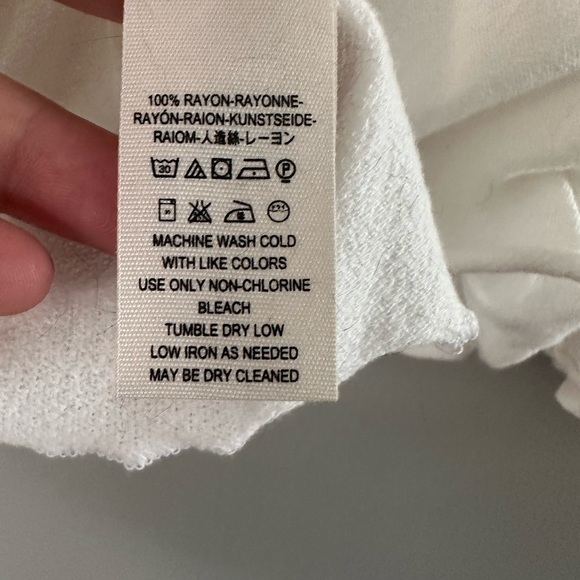 100% RAYON-RAYONNE-
RAYÓN-RAION-KUNSTSEIDE-
RAIOM-人造絲-レーヨン
30
P
MACHINE WASH COLD
WITH LIKE COLORS
USE ONLY NON-CHLORINE
BLEACH
TUMBLE DRY LOW
LOW IRON AS NEEDED
MAY BE DRY CLEANED